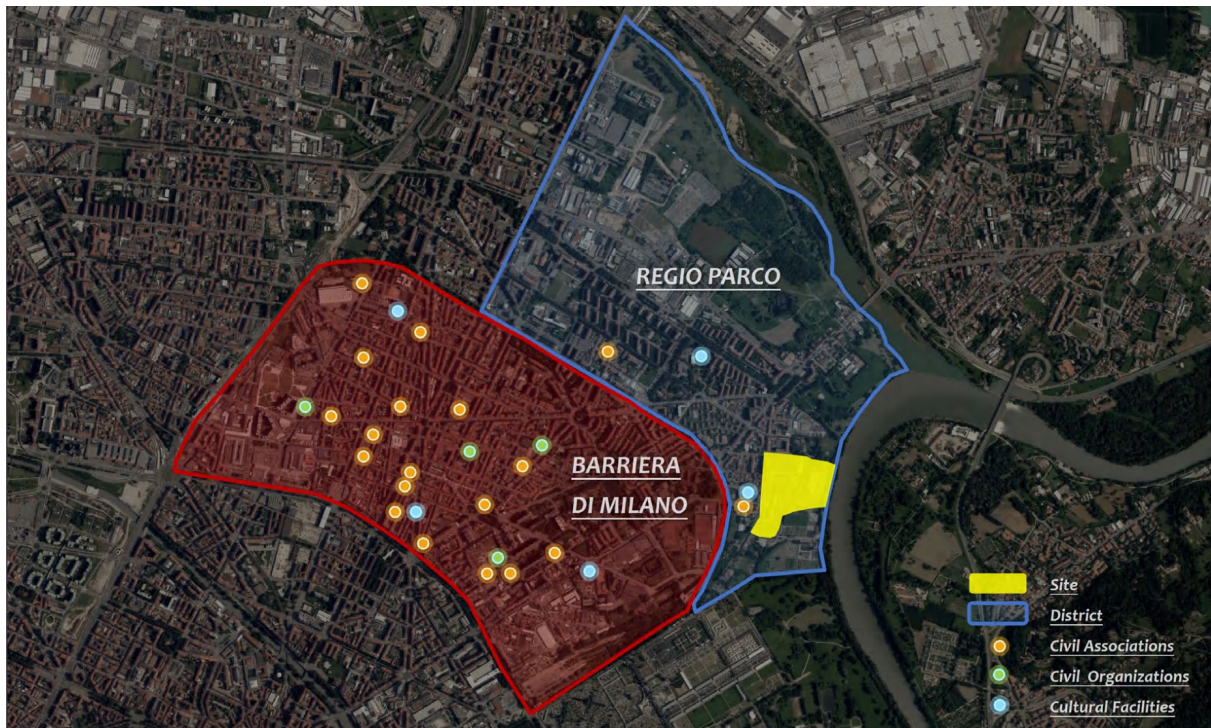 REGIO PARCO
BARRIERA
DI MILANO
Site
District
Civil Associations
Civil Organizations
Cultural Facilities